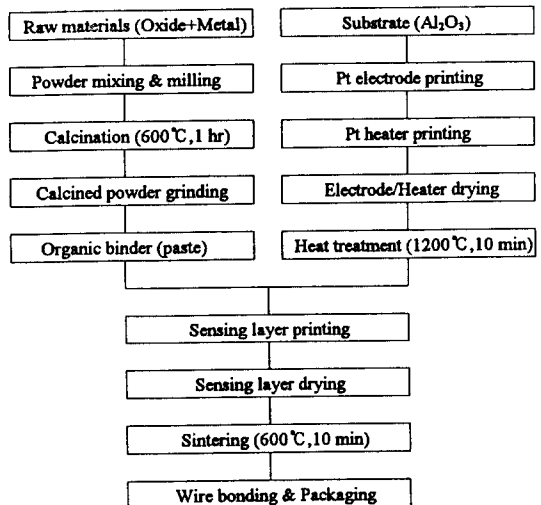 Raw materials (Oxide+Metal)
Powder mixing & milling
Calcination (600℃,1 hr)
Calcined powder grinding
Organic binder (paste)
Substrate (Al₂O₃)
Pt electrode printing
Pt heater printing
Electrode/Heater drying
Heat treatment (1200℃,10 min)
Sensing layer printing
Sensing layer drying
Sintering (600℃,10 min)
Wire bonding & Packaging